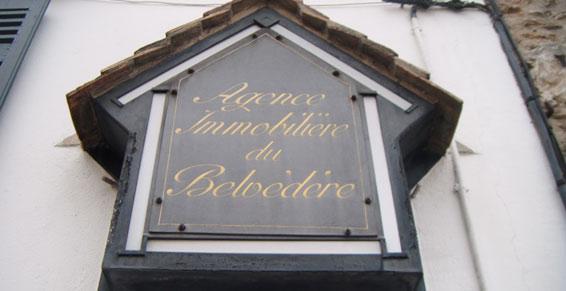 Agence
Immobilière
du
Belvédère